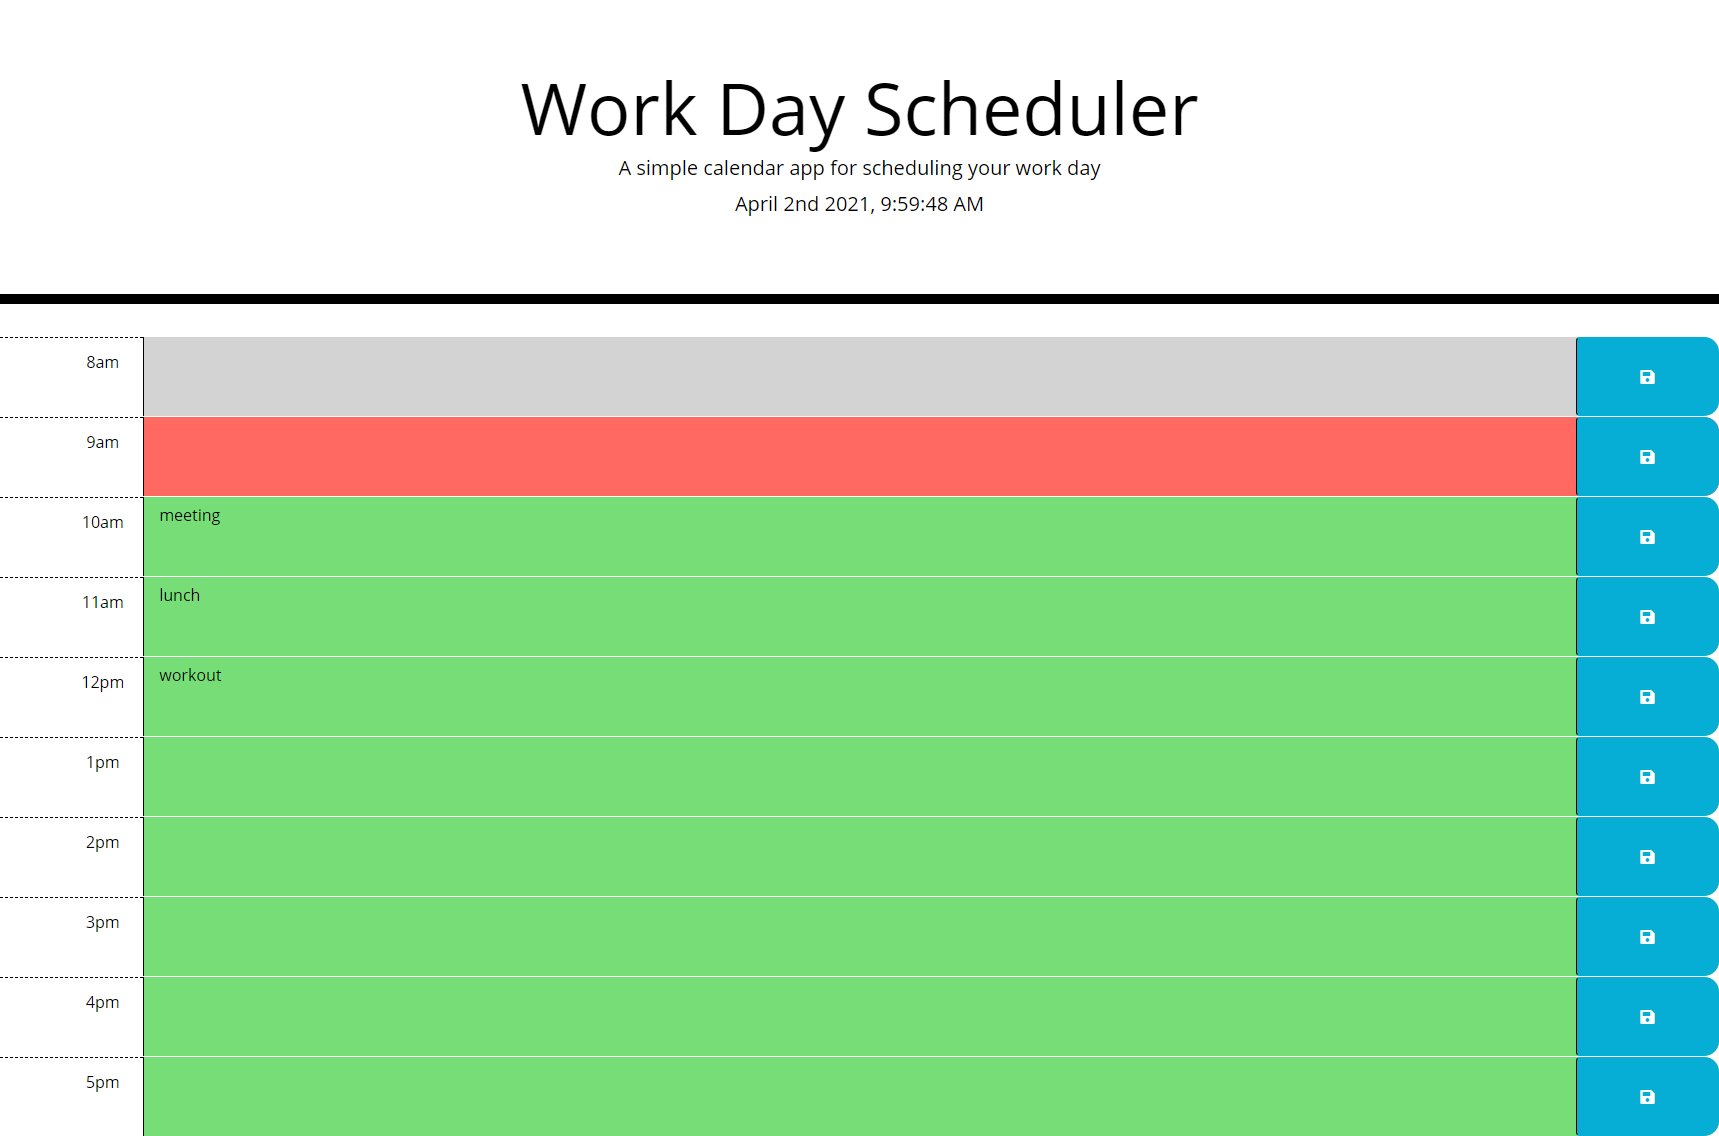 Work Day Scheduler
A simple calendar app for scheduling your work day
April 2nd 2021, 9:59:48 AM
8am
9am
10am meeting
11am lunch
12pm workout
1pm
2pm
3pm
4pm
5pm